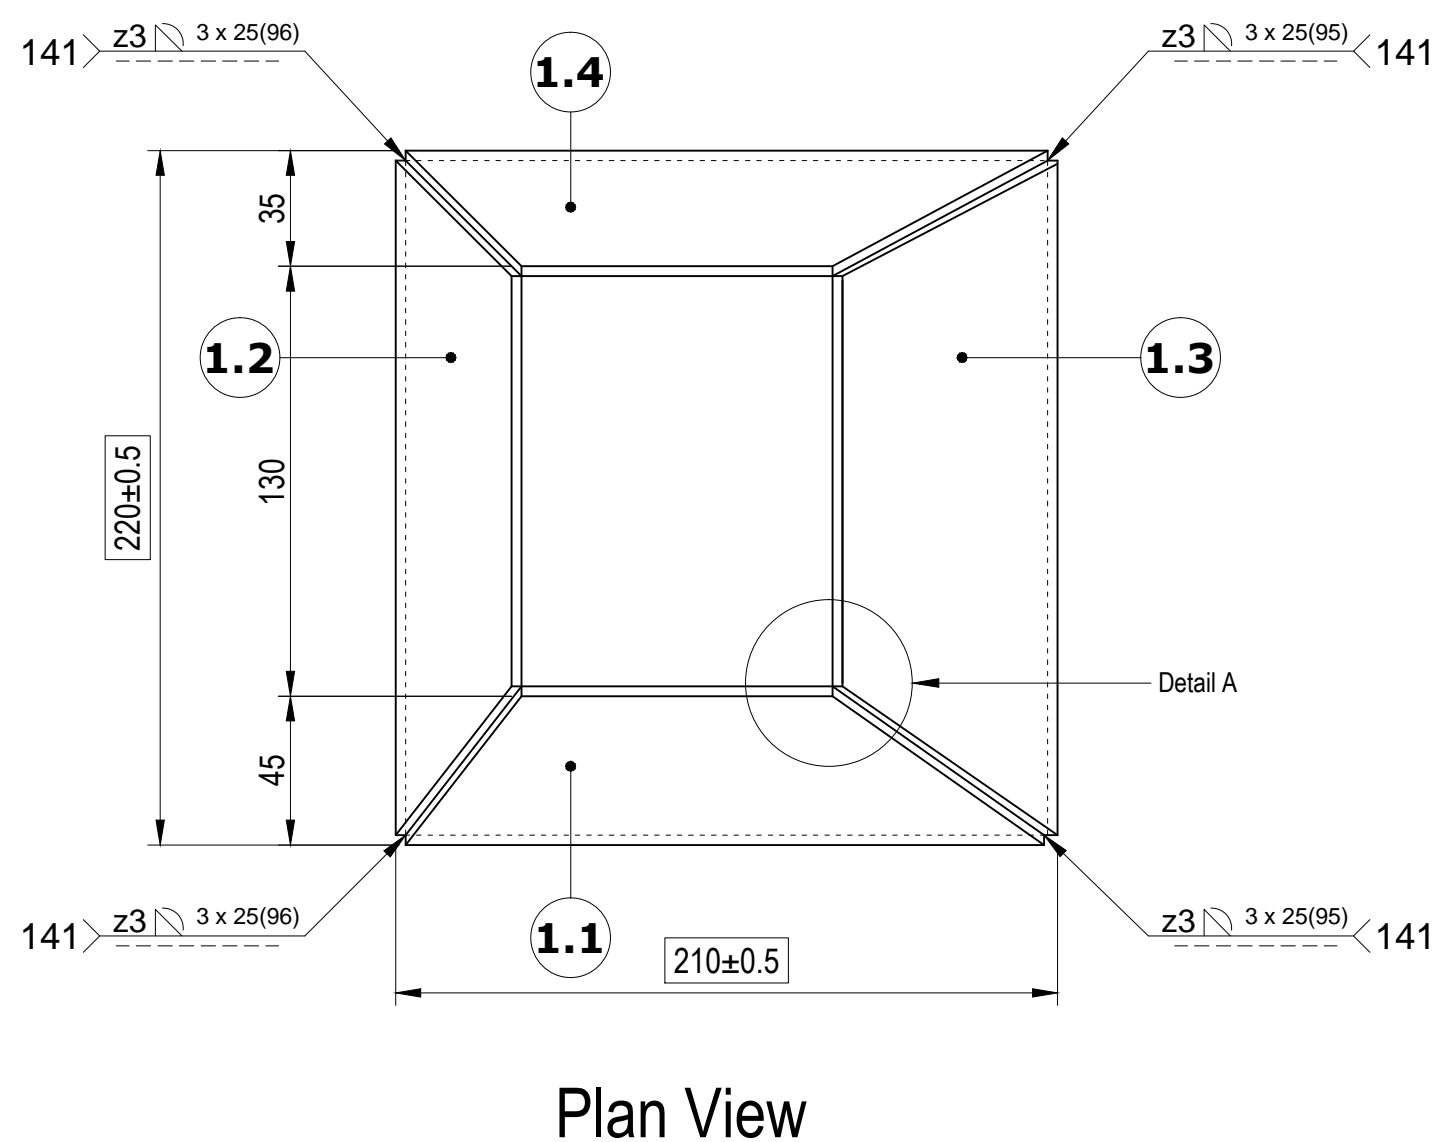 141 z3 3 x 25(96)
z3 3 x 25(95) 141
1.4
35
1.2
1.3
130
220±0.5
Detail A
45
141 z3 3 x 25(96)
z3 3 x 25(95) 141
1.1
210±0.5
Plan View